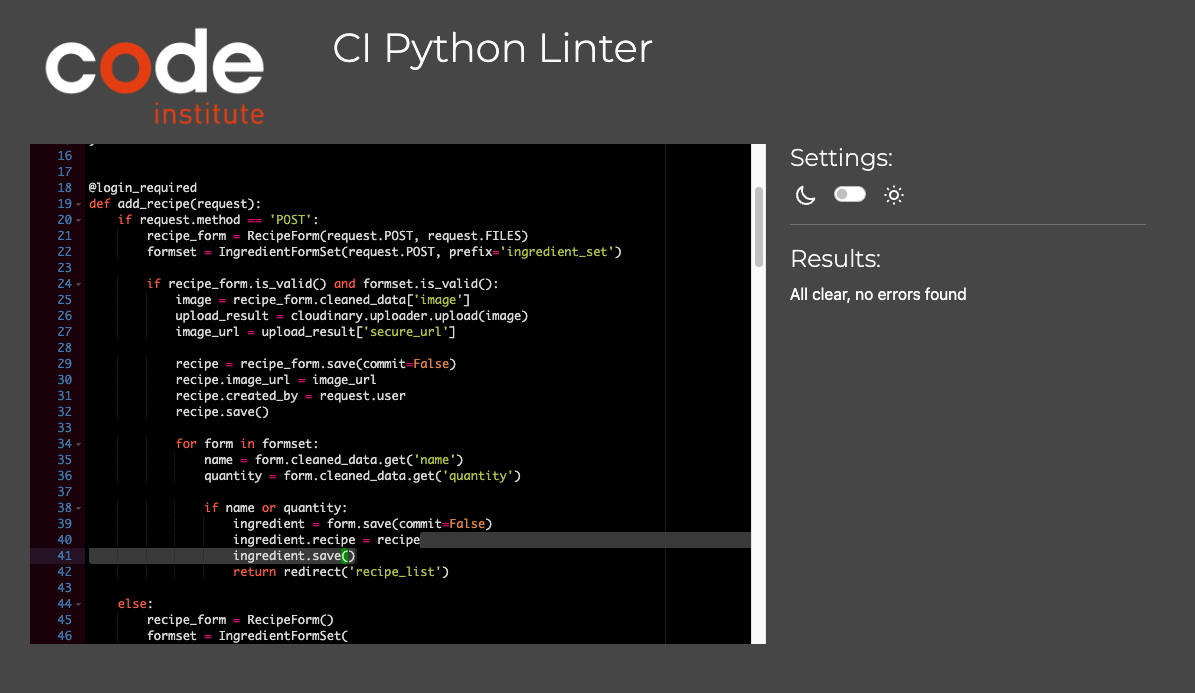 code
institute
CI Python Linter
16
17
18 @login_required
19 def add_recipe(request):
20     if request.method == 'POST':
21         recipe_form = RecipeForm(request.POST, request.FILES)
22         formset = IngredientFormSet(request.POST, prefix='ingredient_set')
23
24         if recipe_form.is_valid() and formset.is_valid():
25             image = recipe_form.cleaned_data['image']
26             upload_result = cloudinary.uploader.upload(image)
27             image_url = upload_result['secure_url']
28
29             recipe = recipe_form.save(commit=False)
30             recipe.image_url = image_url
31             recipe.created_by = request.user
32             recipe.save()
33
34             for form in formset:
35                 name = form.cleaned_data.get('name')
36                 quantity = form.cleaned_data.get('quantity')
37
38                 if name or quantity:
39                     ingredient = form.save(commit=False)
40                     ingredient.recipe = recipe
41                     ingredient.save()
42                     return redirect('recipe_list')
43
44     else:
45         recipe_form = RecipeForm()
46         formset = IngredientFormSet(
Settings:
Results:
All clear, no errors found